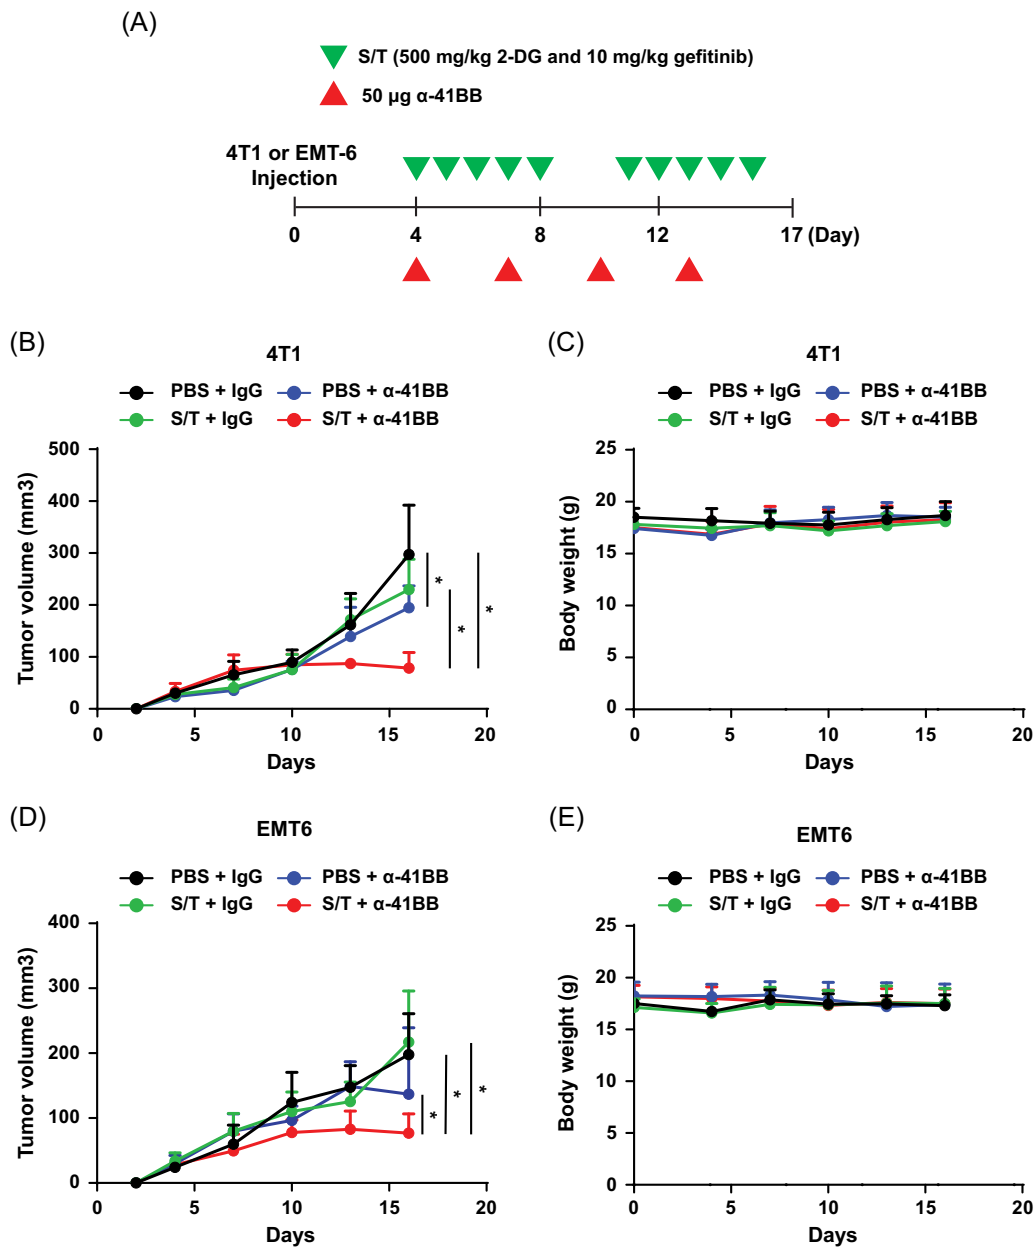 (A)
S/T (500 mg/kg 2-DG and 10 mg/kg gefitinib)
50 µg α-41BB
4T1 or EMT-6
Injection
0 4 8 12 17 (Day)
(B)
4T1
PBS + IgG PBS + α-41BB
S/T + IgG S/T + α-41BB
Tumor volume (mm3)
500
400
300
200
100
0
0 5 10 15 20
Days
* * *
(C)
4T1
PBS + IgG PBS + α-41BB
S/T + IgG S/T + α-41BB
Body weight (g)
25
20
15
10
5
0
0 5 10 15 20
Days
(D)
EMT6
PBS + IgG PBS + α-41BB
S/T + IgG S/T + α-41BB
Tumor volume (mm3)
400
300
200
100
0
0 5 10 15 20
Days
* * *
(E)
EMT6
PBS + IgG PBS + α-41BB
S/T + IgG S/T + α-41BB
Body weight (g)
25
20
15
10
5
0
0 5 10 15 20
Days